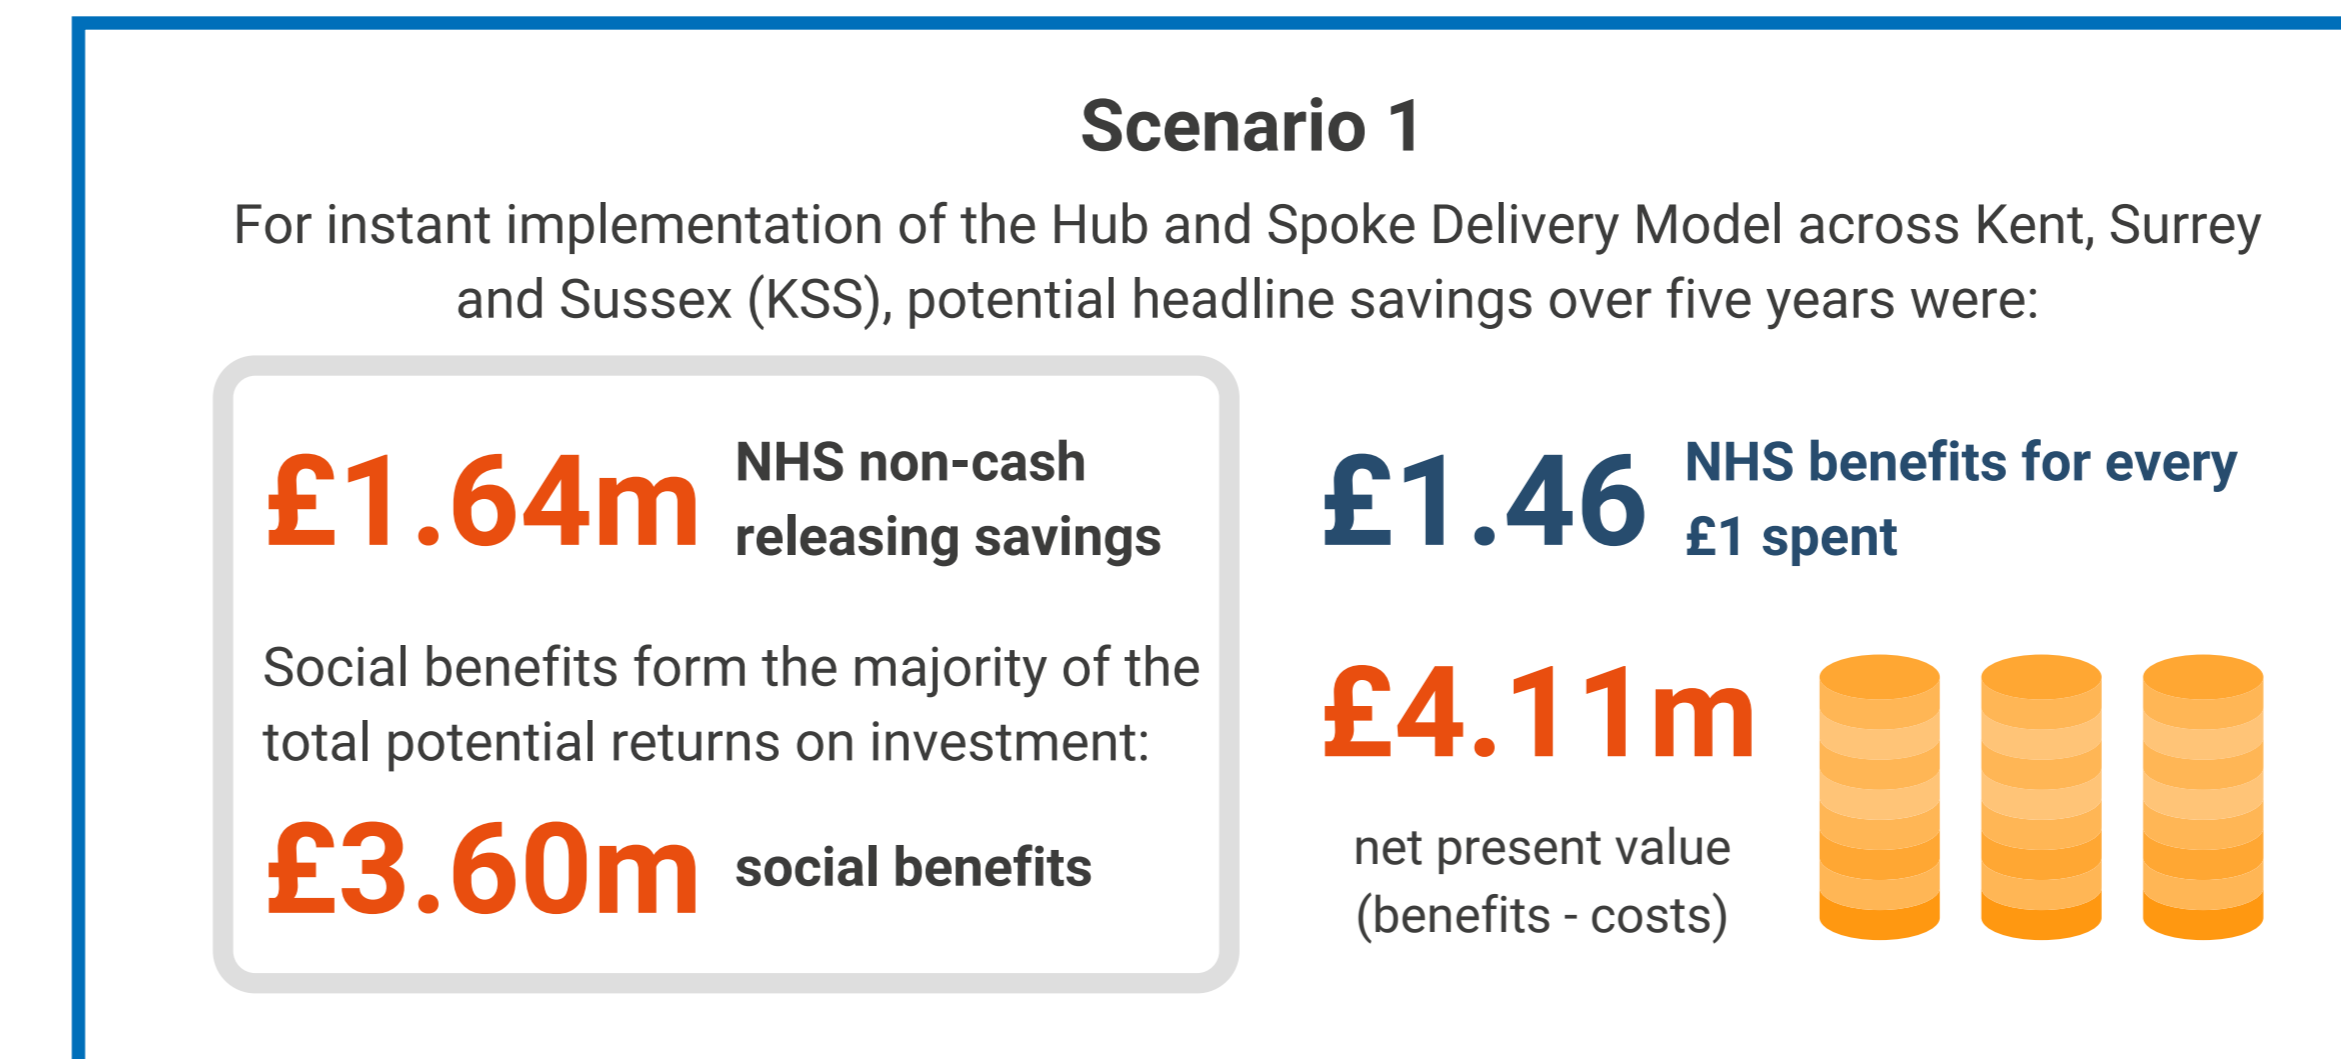 Scenario 1
For instant implementation of the Hub and Spoke Delivery Model across Kent, Surrey
and Sussex (KSS), potential headline savings over five years were:
£1.64m
NHS non-cash
releasing savings
Social benefits form the majority of the
total potential returns on investment:
£3.60m
social benefits
£1.46
NHS benefits for every
£1 spent
£4.11m
net present value
(benefits - costs)